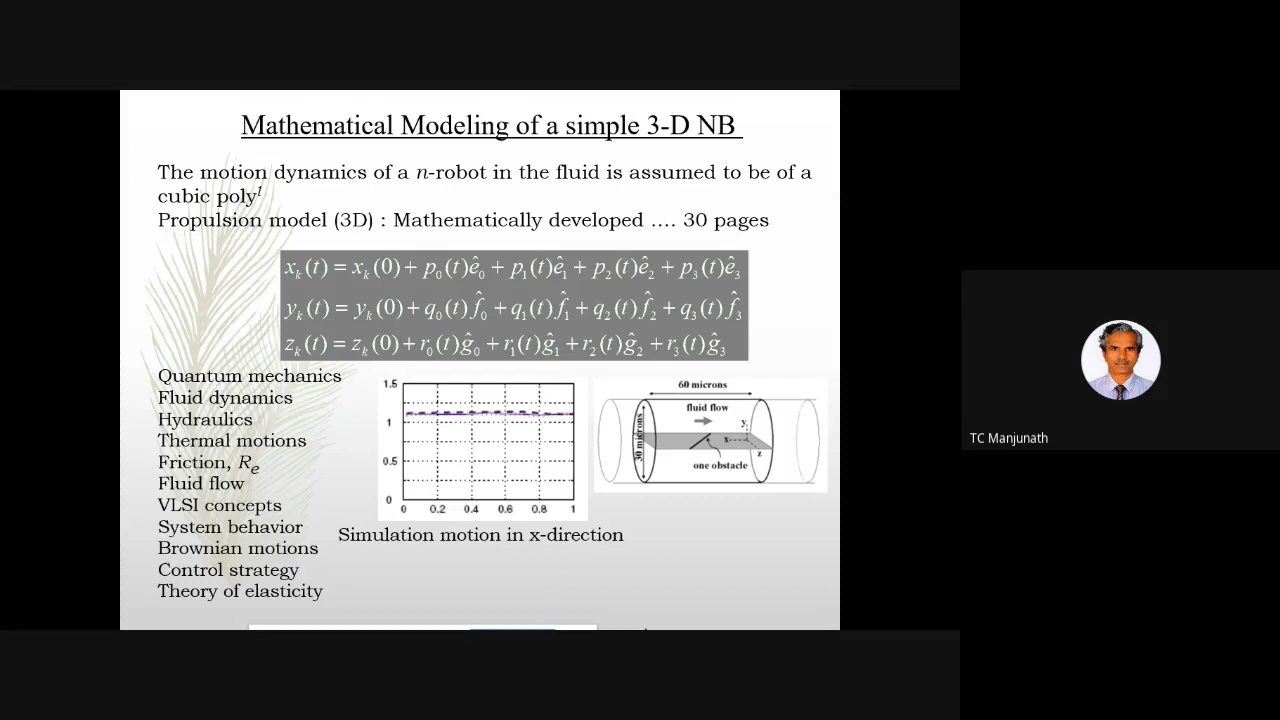 Mathematical Modeling of a simple 3-D NB
The motion dynamics of a n-robot in the fluid is assumed to be of a
cubic polyˡ
Propulsion model (3D) : Mathematically developed .... 30 pages
xₖ(t) = xₖ(0) + p₀(t)ê₀ + p₁(t)ê₁ + p₂(t)ê₂ + p₃(t)ê₃
yₖ(t) = yₖ(0) + q₀(t)f̂₀ + q₁(t)f̂₁ + q₂(t)f̂₂ + q₃(t)f̂₃
zₖ(t) = zₖ(0) + r₀(t)ĝ₀ + r₁(t)ĝ₁ + r₂(t)ĝ₂ + r₃(t)ĝ₃
Quantum mechanics
Fluid dynamics
Hydraulics
Thermal motions
Friction, Rₑ
Fluid flow
VLSI concepts
System behavior
Brownian motions
Control strategy
Theory of elasticity
1.5
1
0.5
0
0 0.2 0.4 0.6 0.8 1
Simulation motion in x-direction
60 microns
fluid flow
30 microns
y
x
z
one obstacle
TC Manjunath